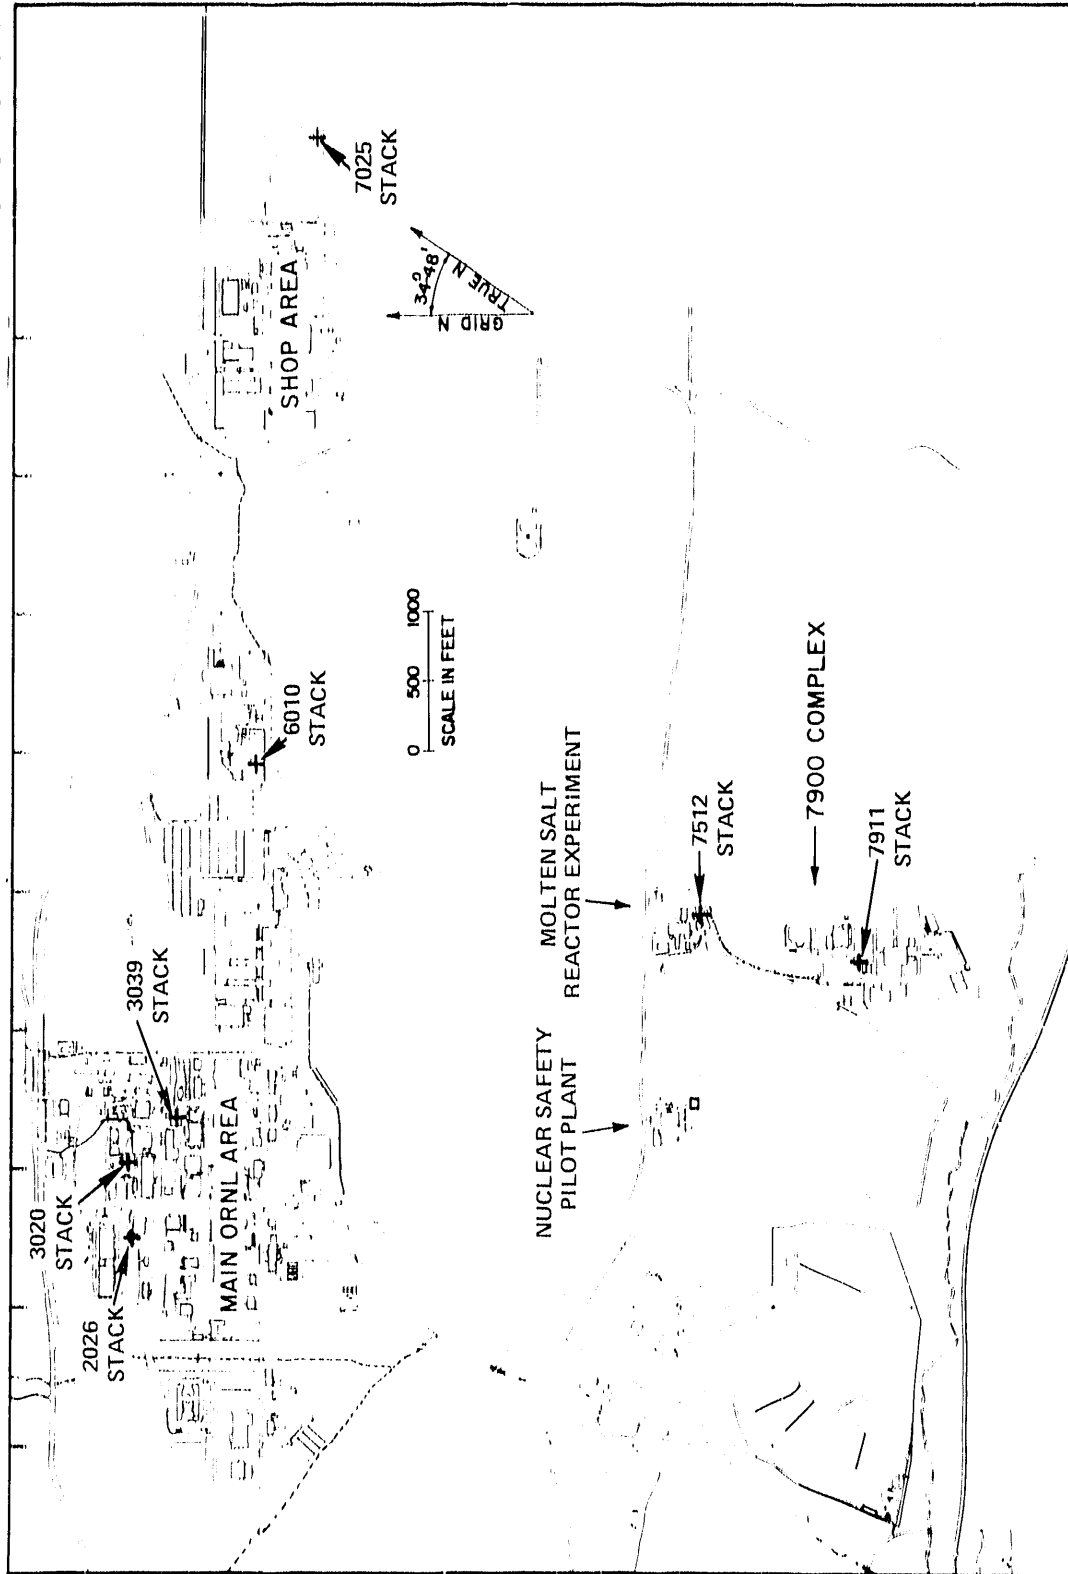 3020
STACK
2026
STACK
3039
STACK
MAIN ORNL AREA
6010
STACK
SHOP AREA
7025
STACK
34° 48'
GRID N
TRUE N
0 500 1000
SCALE IN FEET
NUCLEAR SAFETY
PILOT PLANT
MOLTEN SALT
REACTOR EXPERIMENT
7512
STACK
7900 COMPLEX
7911
STACK